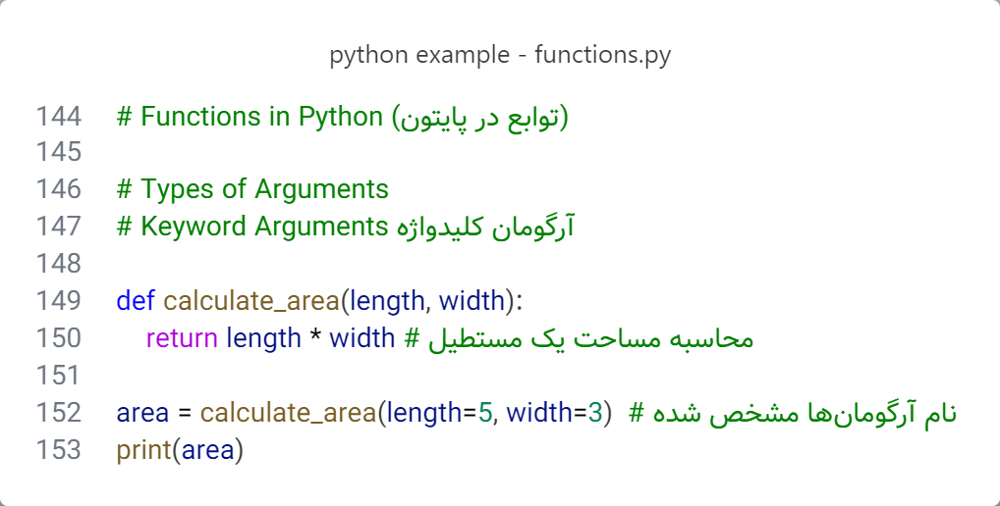 python example - functions.py
144 # Functions in Python (توابع در پایتون)
145
146 # Types of Arguments
147 # Keyword Arguments آرگومان کلیدواژه
148
149 def calculate_area(length, width):
150     return length * width # محاسبه مساحت یک مستطیل
151
152 area = calculate_area(length=5, width=3)  # نام آرگومان‌ها مشخص شده
153 print(area)